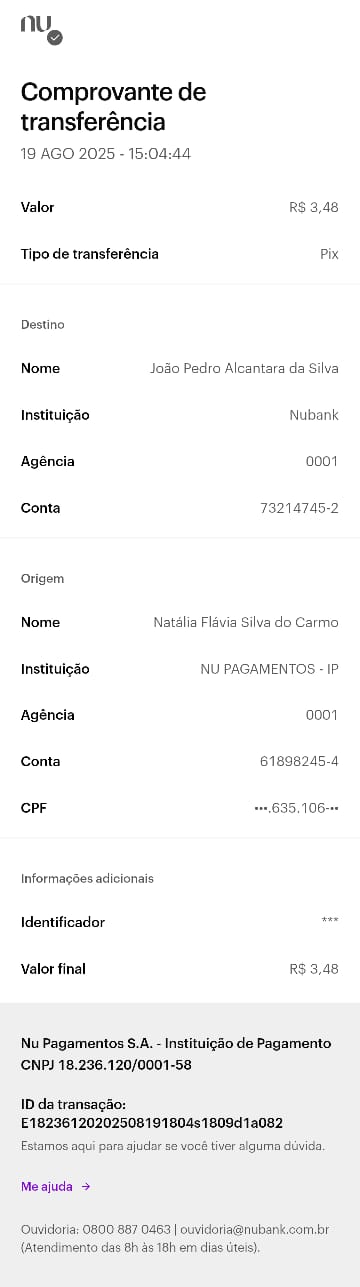 nu
Comprovante de
transferência
19 AGO 2025 - 15:04:44
Valor R$ 3,48
Tipo de transferência Pix
Destino
Nome João Pedro Alcantara da Silva
Instituição Nubank
Agência 0001
Conta 73214745-2
Origem
Nome Natália Flávia Silva do Carmo
Instituição NU PAGAMENTOS - IP
Agência 0001
Conta 61898245-4
CPF •••.635.106-••
Informações adicionais
Identificador ***
Valor final R$ 3,48
Nu Pagamentos S.A. - Instituição de Pagamento
CNPJ 18.236.120/0001-58
ID da transação:
E18236120202508191804s1809d1a082
Estamos aqui para ajudar se você tiver alguma dúvida.
Me ajuda →
Ouvidoria: 0800 887 0463 | ouvidoria@nubank.com.br
(Atendimento das 8h às 18h em dias úteis).